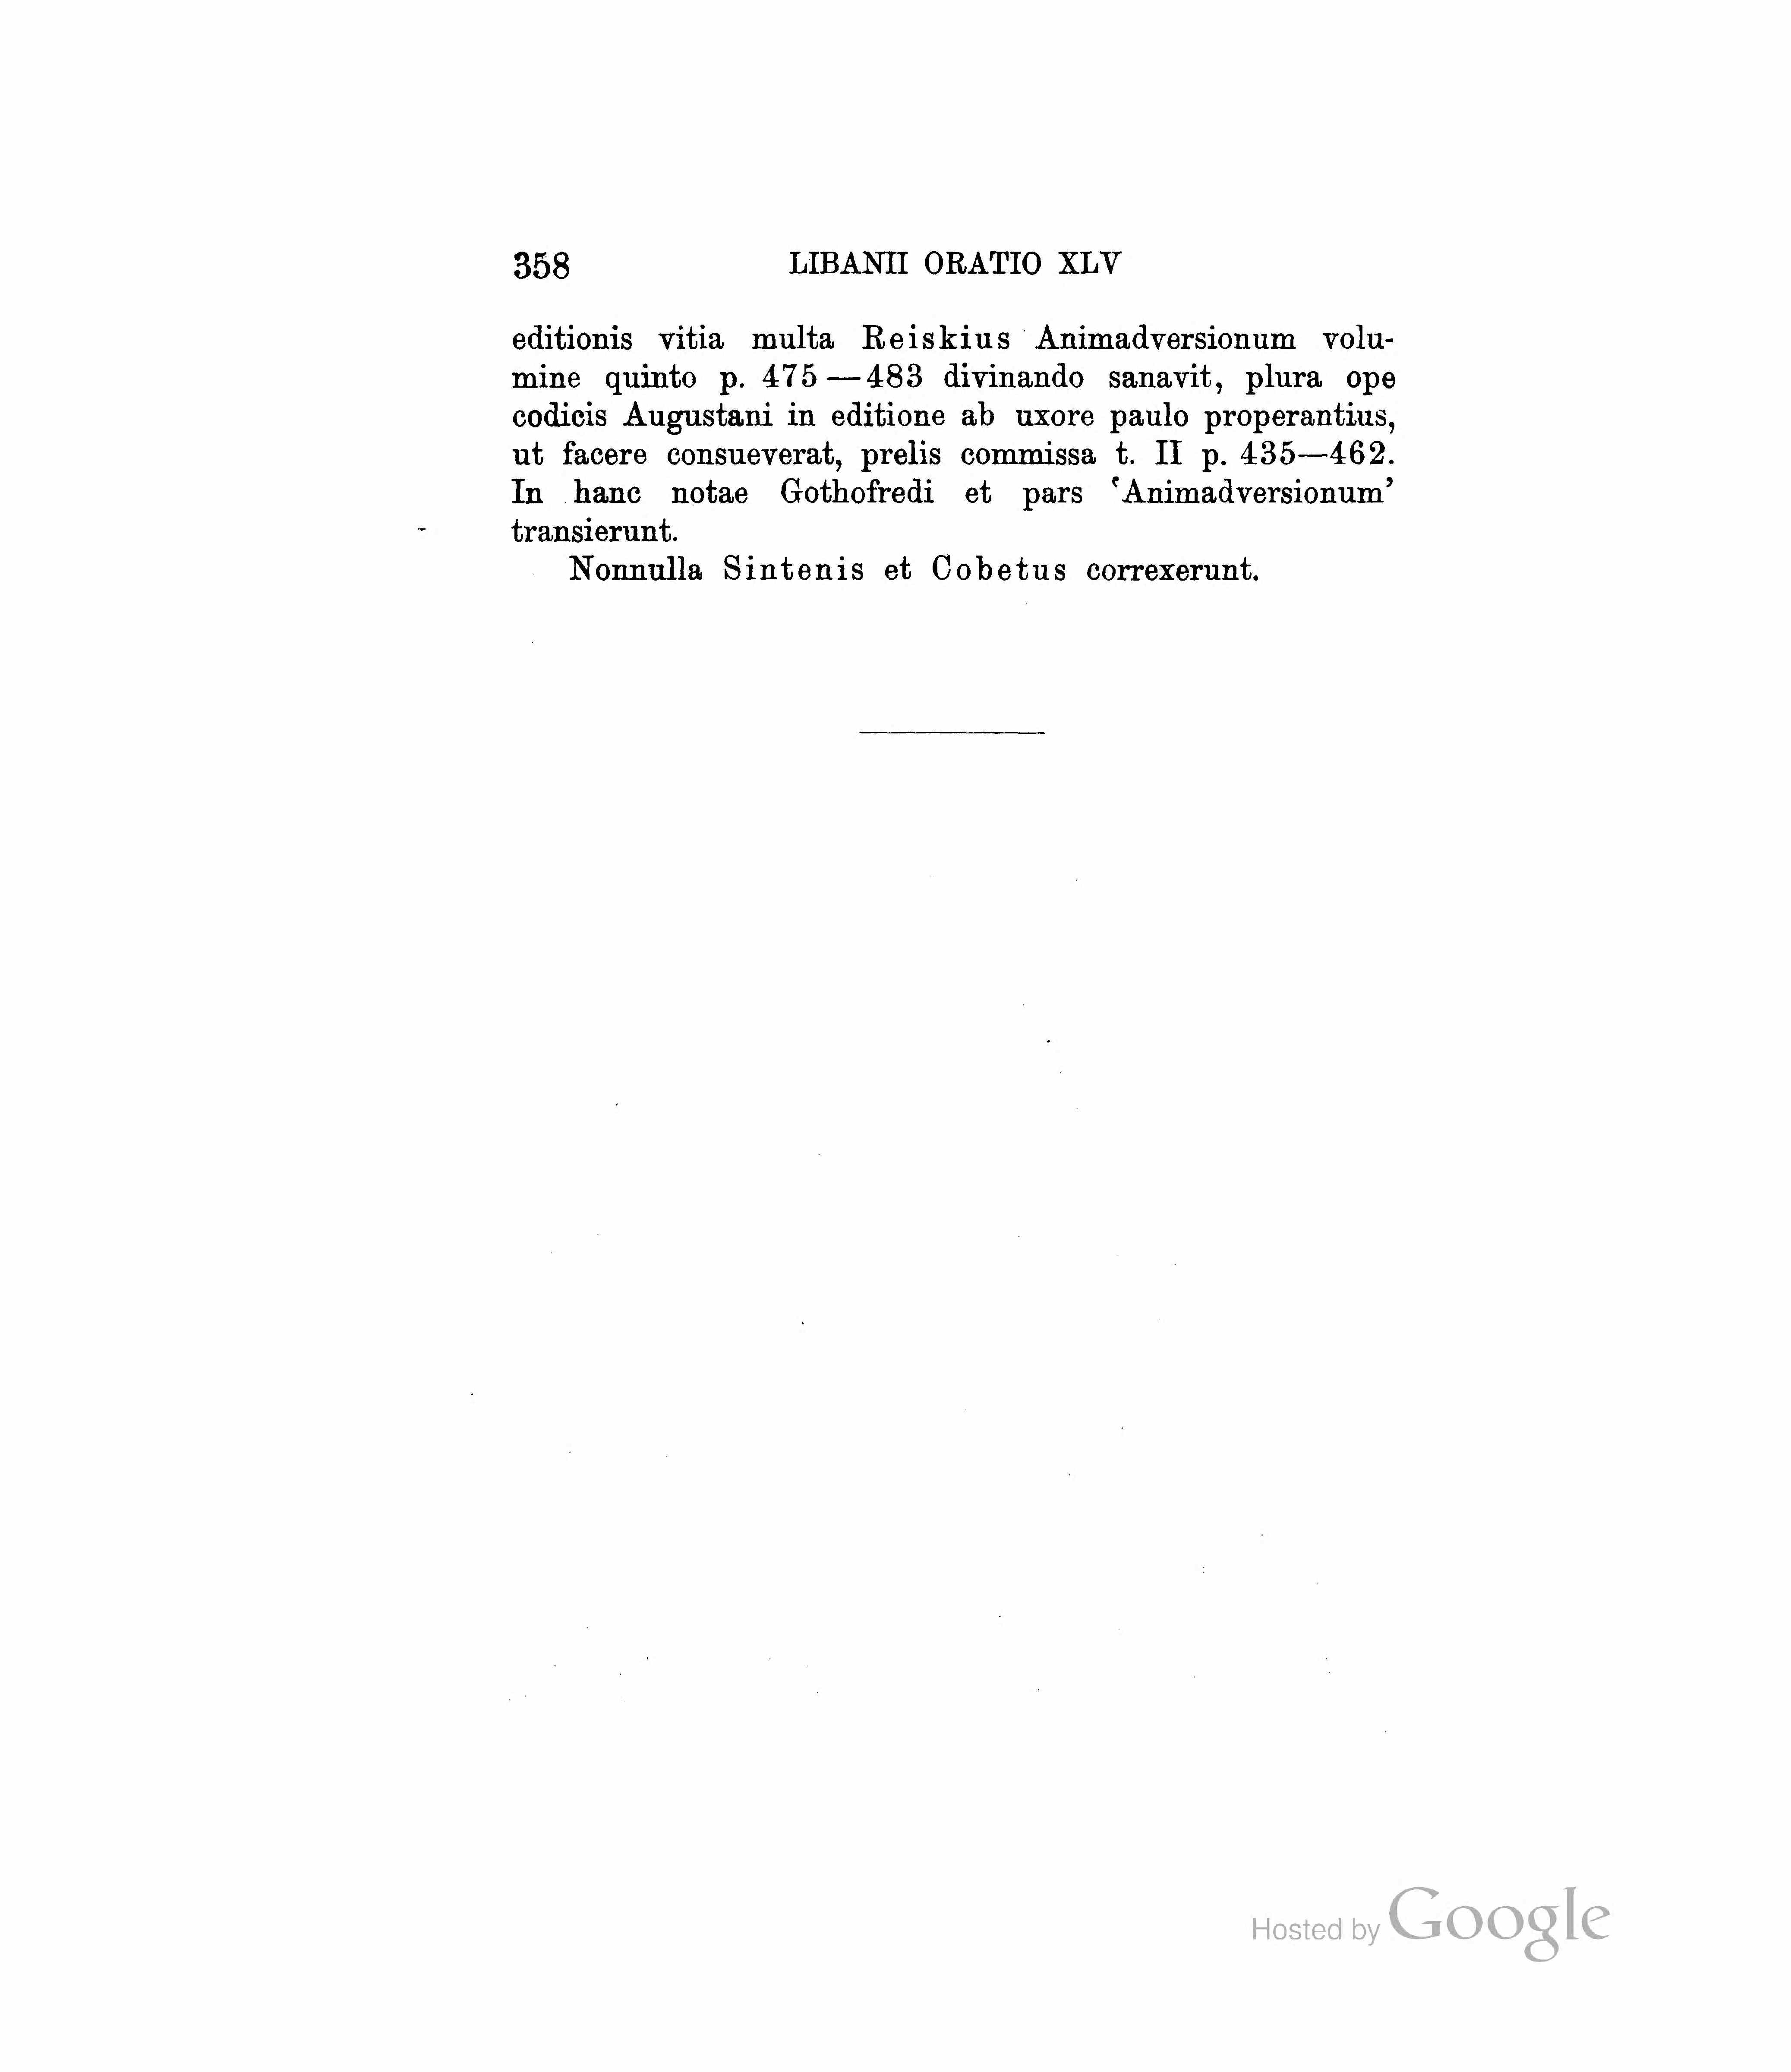 358 LIBANII ORATIO XLV
editionis vitia multa Reiskius Animadversionum volu-
mine quinto p. 475—483 divinando sanavit, plura ope
codicis Augustani in editione ab uxore paulo properantius,
ut facere consueverat, prelis commissa t. II p. 435—462.
In hanc notae Gothofredi et pars ‘Animadversionum’
transierunt.
Nonnulla Sintenis et Cobetus correxerunt.
Hosted by Google